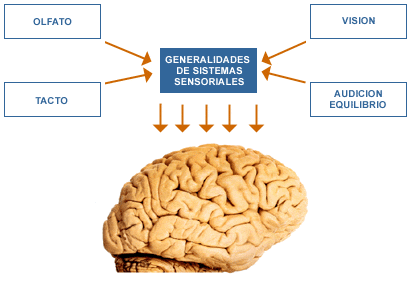 OLFATO
VISION
GENERALIDADES
DE SISTEMAS
SENSORIALES
TACTO
AUDICION
EQUILIBRIO